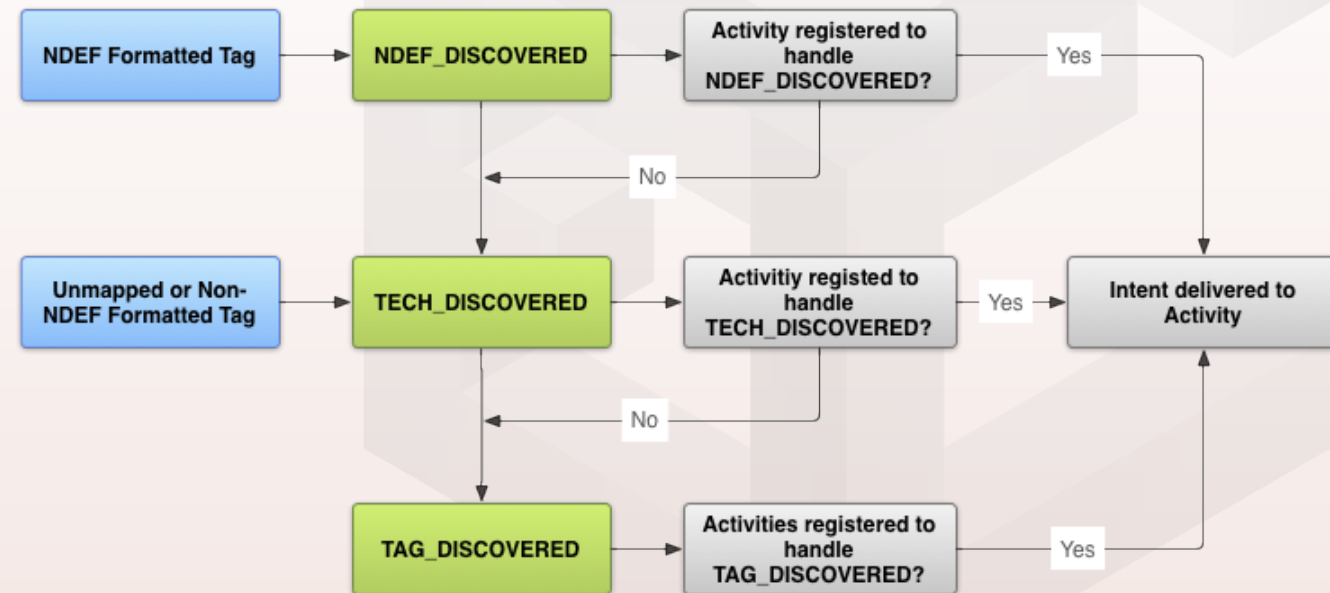 NDEF Formatted Tag
NDEF_DISCOVERED
Activity registered to
handle
NDEF_DISCOVERED?
Yes
No
Unmapped or Non-
NDEF Formatted Tag
TECH_DISCOVERED
Activitiy registed to
handle
TECH_DISCOVERED?
Yes
Intent delivered to
Activity
No
TAG_DISCOVERED
Activities registered to
handle
TAG_DISCOVERED?
Yes